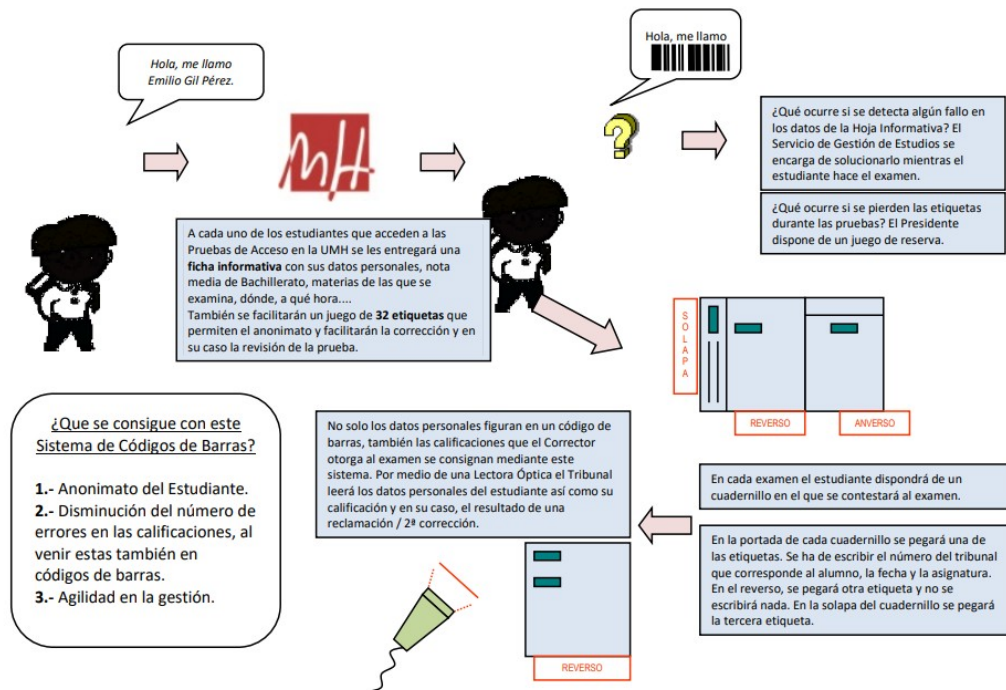 Hola, me llamo
Emilio Gil Pérez.
Hola, me llamo
¿Qué ocurre si se detecta algún fallo en
los datos de la Hoja Informativa? El
Servicio de Gestión de Estudios se
encarga de solucionarlo mientras el
estudiante hace el examen.
¿Qué ocurre si se pierden las etiquetas
durante las pruebas? El Presidente
dispone de un juego de reserva.
A cada uno de los estudiantes que acceden a las
Pruebas de Acceso en la UMH se les entregará una
ficha informativa con sus datos personales, nota
media de Bachillerato, materias de las que se
examina, dónde, a qué hora....
También se facilitarán un juego de 32 etiquetas que
permiten el anonimato y facilitarán la corrección y en
su caso la revisión de la prueba.
SOLAPA
REVERSO
ANVERSO
¿Que se consigue con este
Sistema de Códigos de Barras?
1.- Anonimato del Estudiante.
2.- Disminución del número de
errores en las calificaciones, al
venir estas también en
códigos de barras.
3.- Agilidad en la gestión.
No solo los datos personales figuran en un código de
barras, también las calificaciones que el Corrector
otorga al examen se consignan mediante este
sistema. Por medio de una Lectora Óptica el Tribunal
leerá los datos personales del estudiante así como su
calificación y en su caso, el resultado de una
reclamación / 2ª corrección.
En cada examen el estudiante dispondrá de un
cuadernillo en el que se contestará al examen.
En la portada de cada cuadernillo se pegará una de
las etiquetas. Se ha de escribir el número del tribunal
que corresponde al alumno, la fecha y la asignatura.
En el reverso, se pegará otra etiqueta y no se
escribirá nada. En la solapa del cuadernillo se pegará
la tercera etiqueta.
REVERSO